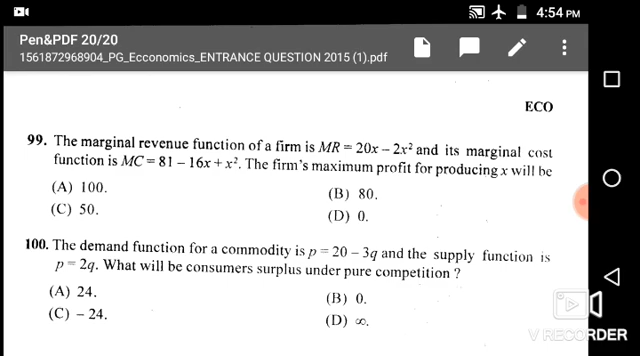 4:54 PM
Pen&PDF 20/20
1561872968904_PG_Ecconomics_ENTRANCE QUESTION 2015 (1).pdf
ECO
99. The marginal revenue function of a firm is MR = 20x – 2x² and its marginal cost
function is MC = 81 – 16x + x². The firm's maximum profit for producing x will be
(A) 100.
(B) 80.
(C) 50.
(D) 0.
100. The demand function for a commodity is p = 20 – 3q and the supply function is
p = 2q. What will be consumers surplus under pure competition ?
(A) 24.
(B) 0.
(C) – 24.
(D) ∞.
V RECORDER